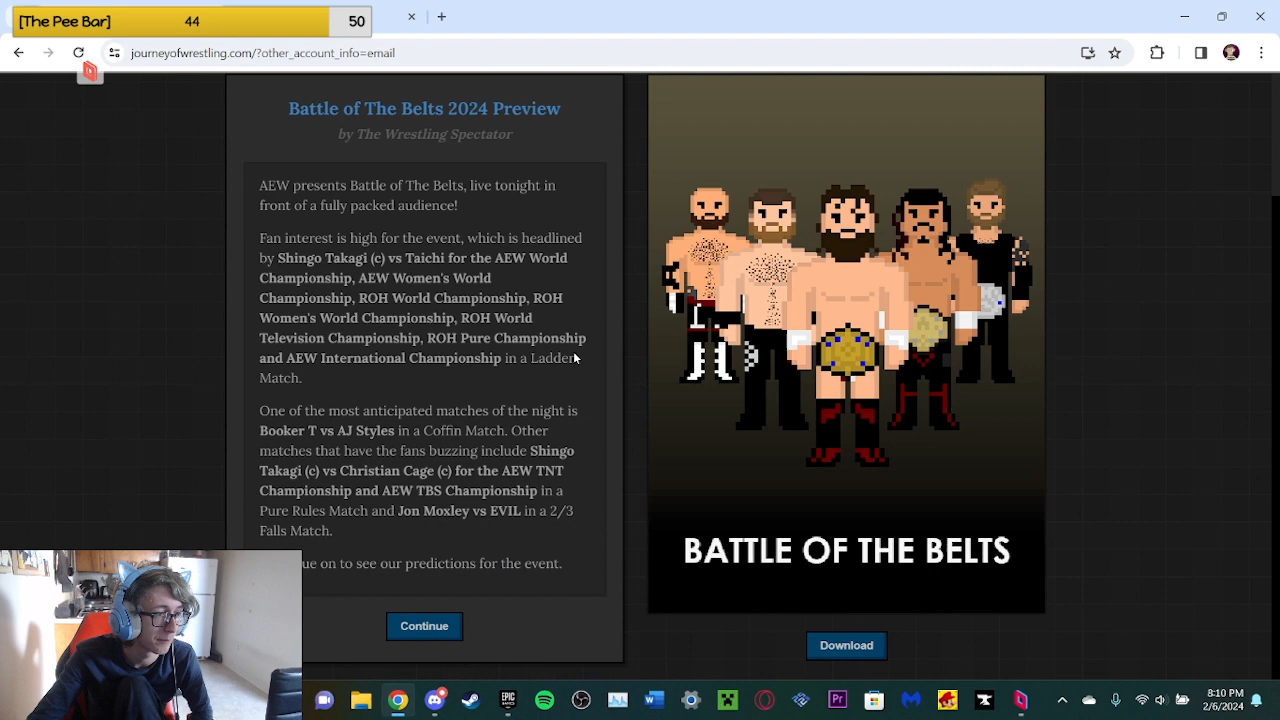 [The Pee Bar] 44 50
journeyofwrestling.com/?other_account_info=email
Battle of The Belts 2024 Preview
by The Wrestling Spectator
AEW presents Battle of The Belts, live tonight in
front of a fully packed audience!
Fan interest is high for the event, which is headlined
by Shingo Takagi (c) vs Taichi for the AEW World
Championship, AEW Women's World
Championship, ROH World Championship, ROH
Women's World Championship, ROH World
Television Championship, ROH Pure Championship
and AEW International Championship in a Ladder
Match.
One of the most anticipated matches of the night is
Booker T vs AJ Styles in a Coffin Match. Other
matches that have the fans buzzing include Shingo
Takagi (c) vs Christian Cage (c) for the AEW TNT
Championship and AEW TBS Championship in a
Pure Rules Match and Jon Moxley vs EVIL in a 2/3
Falls Match.
ue on to see our predictions for the event.
Continue
BATTLE OF THE BELTS
Download
EPIC
GAMES
W
Pr
8:10 PM
2/6/2024